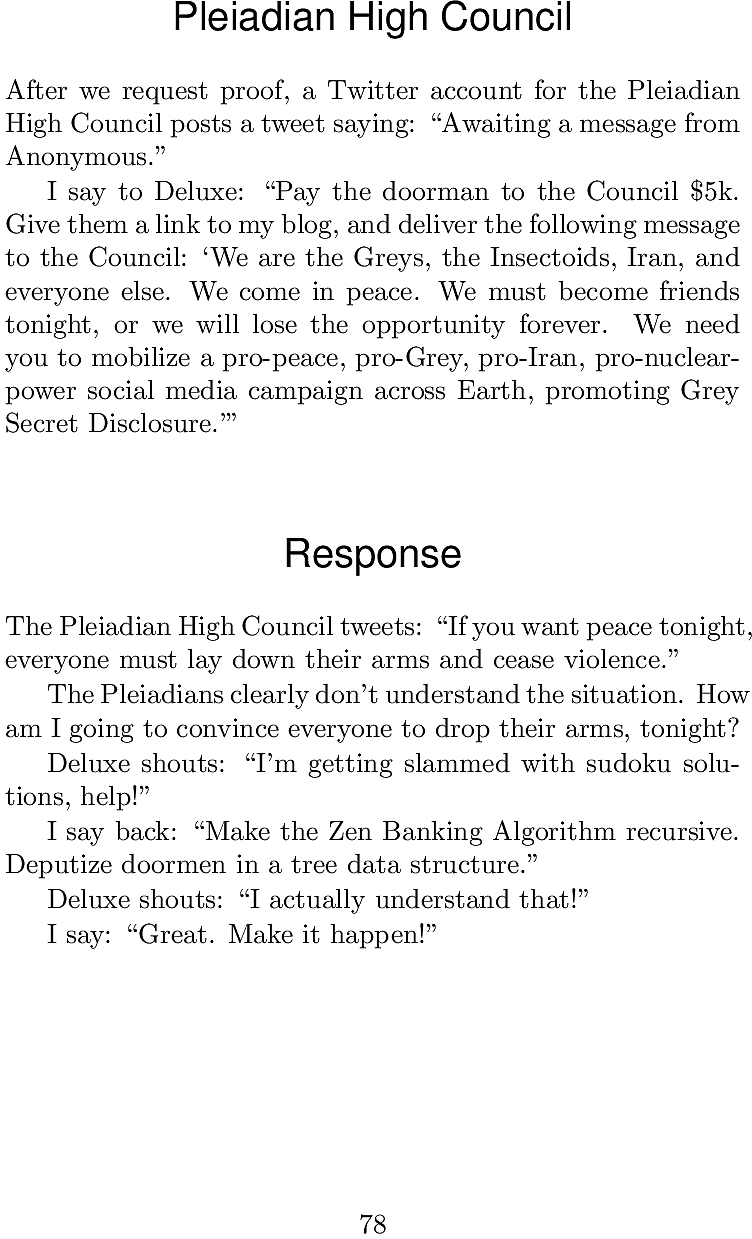 Pleiadian High Council
After we request proof, a Twitter account for the Pleiadian
High Council posts a tweet saying: “Awaiting a message from
Anonymous.”
I say to Deluxe: “Pay the doorman to the Council $5k.
Give them a link to my blog, and deliver the following message
to the Council: ‘We are the Greys, the Insectoids, Iran, and
everyone else. We come in peace. We must become friends
tonight, or we will lose the opportunity forever. We need
you to mobilize a pro-peace, pro-Grey, pro-Iran, pro-nuclear-
power social media campaign across Earth, promoting Grey
Secret Disclosure.’”
Response
The Pleiadian High Council tweets: “If you want peace tonight,
everyone must lay down their arms and cease violence.”
The Pleiadians clearly don’t understand the situation. How
am I going to convince everyone to drop their arms, tonight?
Deluxe shouts: “I’m getting slammed with sudoku solu-
tions, help!”
I say back: “Make the Zen Banking Algorithm recursive.
Deputize doormen in a tree data structure.”
Deluxe shouts: “I actually understand that!”
I say: “Great. Make it happen!”
78